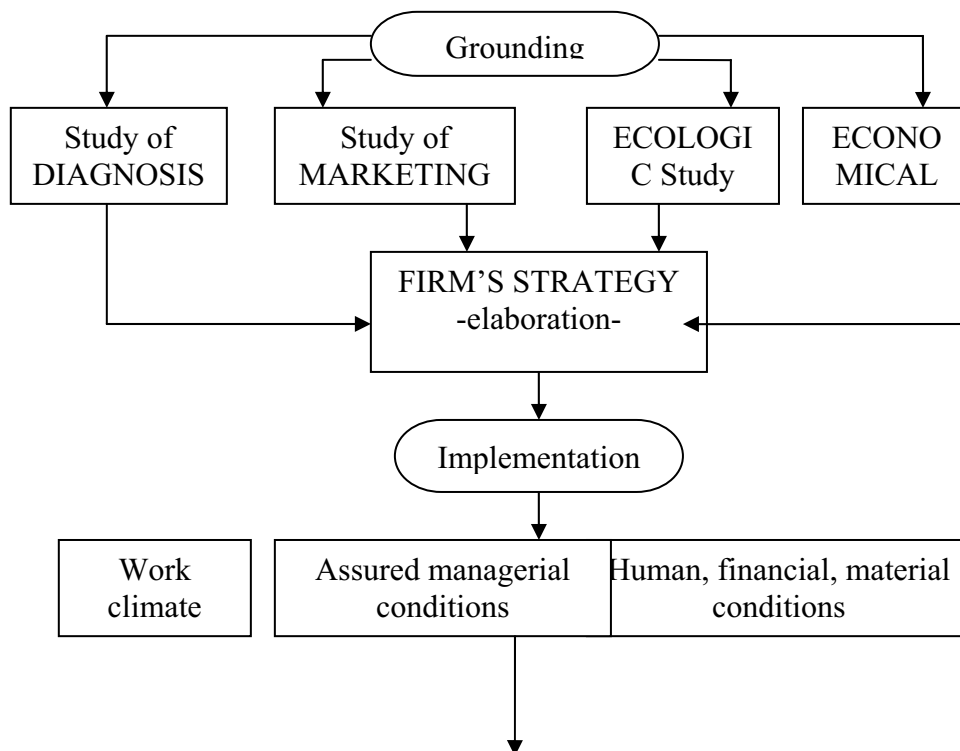 Grounding
Study of
DIAGNOSIS
Study of
MARKETING
ECOLOGI
C Study
ECONO
MICAL
FIRM’S STRATEGY
-elaboration-
Implementation
Work
climate
Assured managerial
conditions
Human, financial, material
conditions